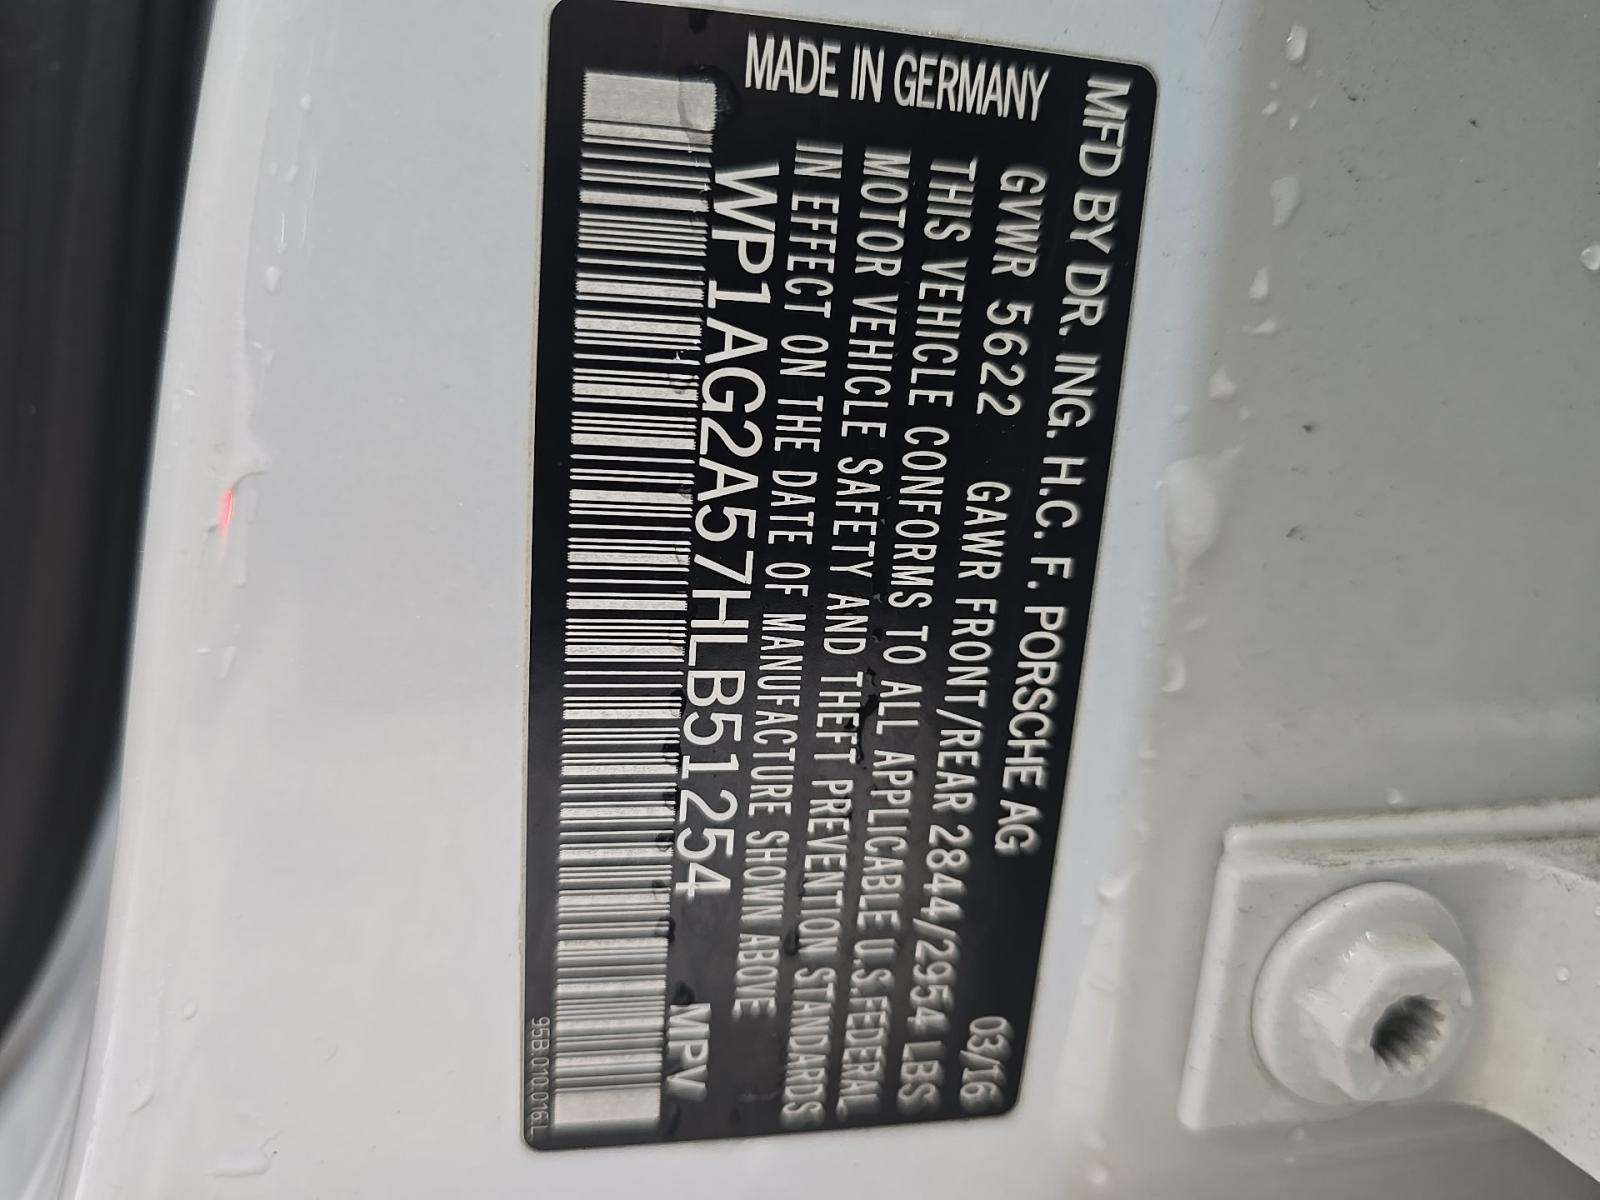 MFD BY DR. ING. H.C. F. PORSCHE AG
MADE IN GERMANY
03/16
GVWR 5622 GAWR FRONT/REAR 2844/2954 LBS
THIS VEHICLE CONFORMS TO ALL APPLICABLE U.S.FEDERAL
MOTOR VEHICLE SAFETY AND THEFT PREVENTION STANDARDS
IN EFFECT ON THE DATE OF MANUFACTURE SHOWN ABOVE
WP1AG2A57HLB51254 MPV
95B.010.016.L